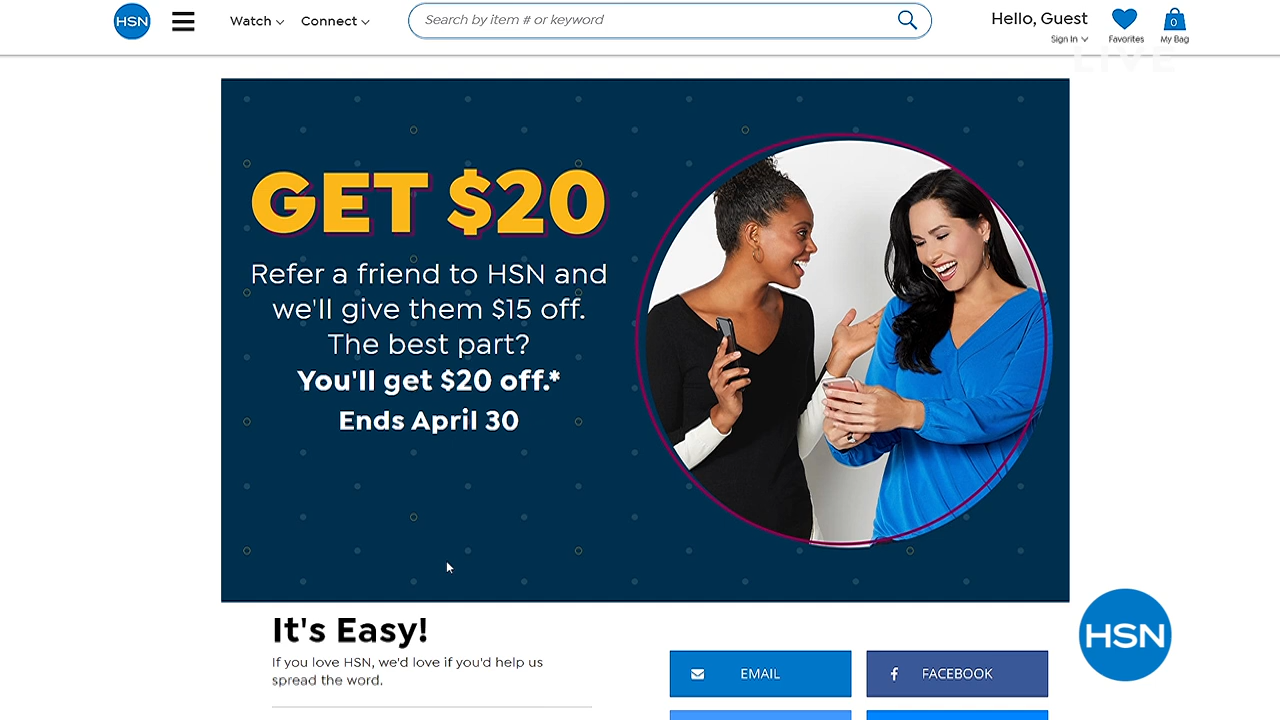 HSN
Watch
Connect
Search by item # or keyword
Hello, Guest
Sign In
Favorites
0
My Bag
LIVE
GET $20
Refer a friend to HSN and
we'll give them $15 off.
The best part?
You'll get $20 off.*
Ends April 30
It's Easy!
If you love HSN, we'd love if you'd help us
spread the word.
EMAIL
FACEBOOK
HSN